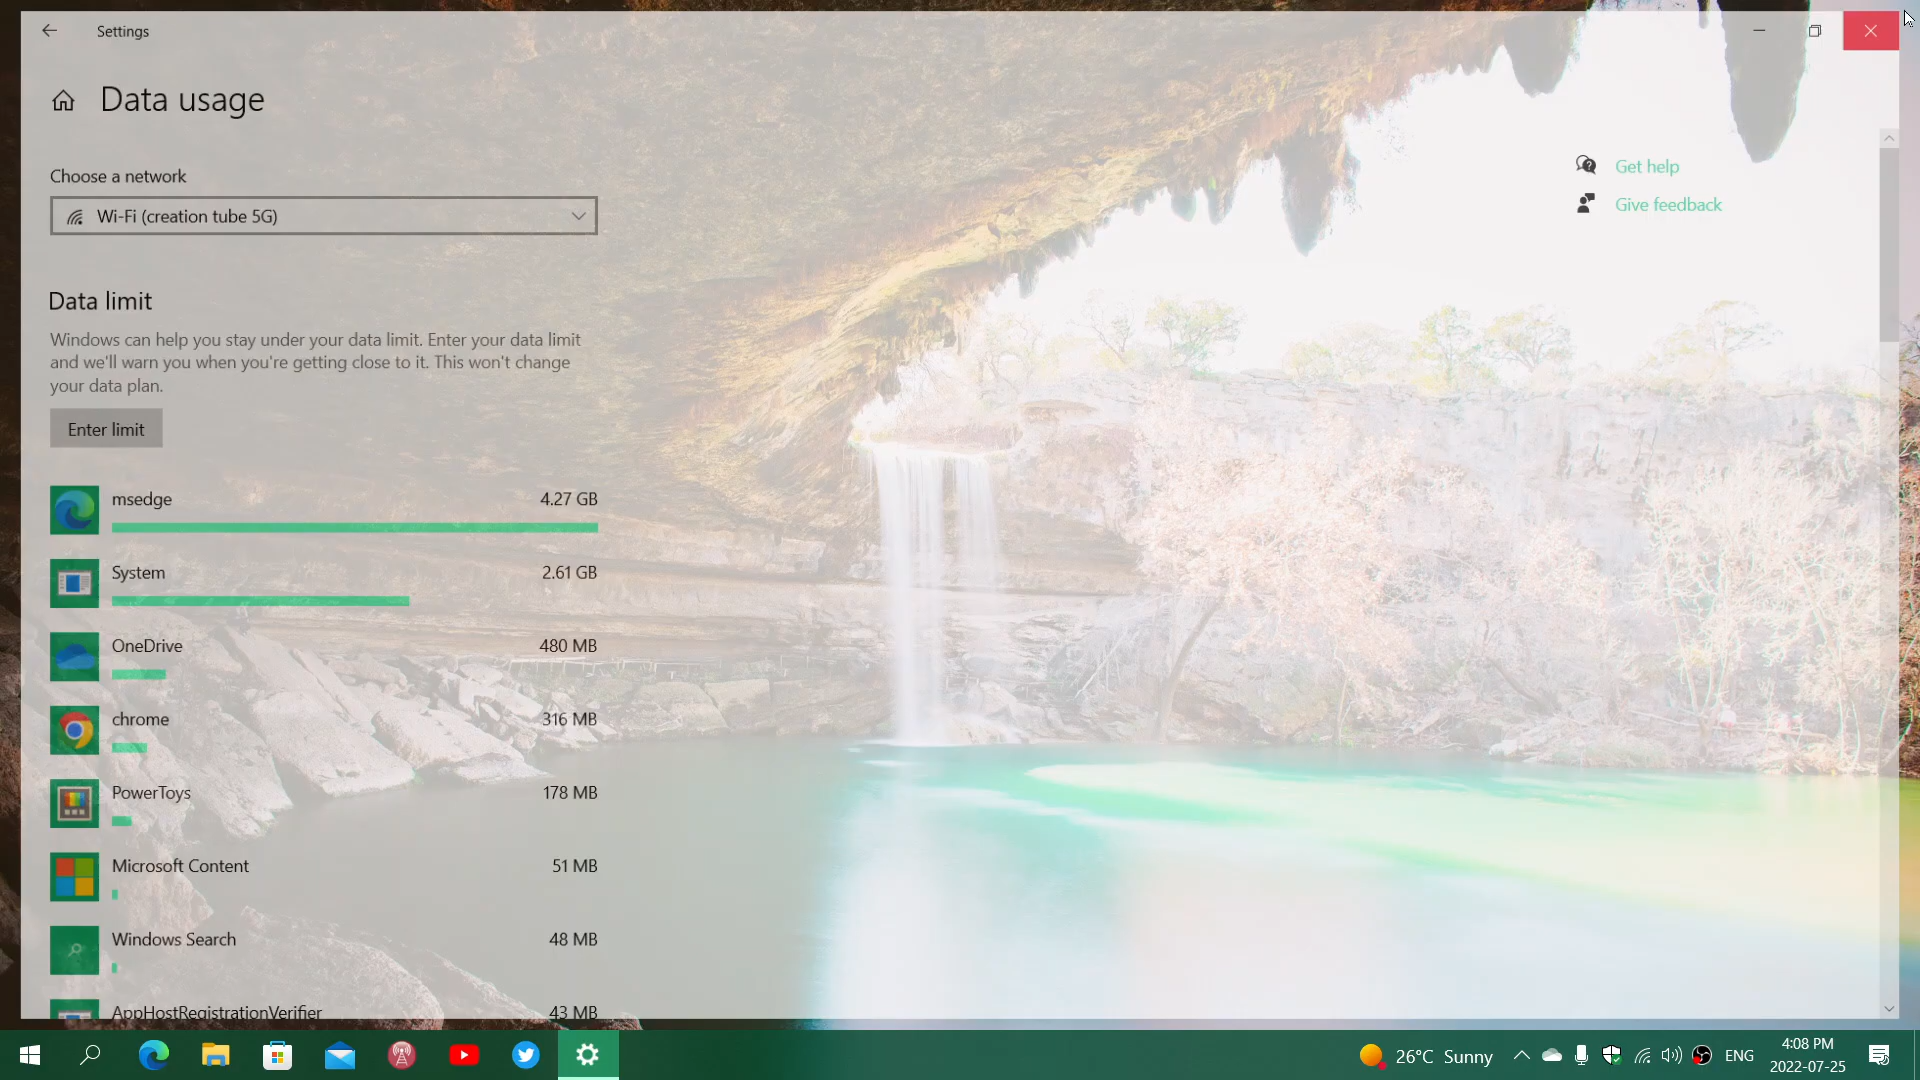 Settings
Data usage
Choose a network
Wi-Fi (creation tube 5G)
Get help
Give feedback
Data limit
Windows can help you stay under your data limit. Enter your data limit
and we'll warn you when you're getting close to it. This won't change
your data plan.
Enter limit
msedge 4.27 GB
System 2.61 GB
OneDrive 480 MB
chrome 316 MB
PowerToys 178 MB
Microsoft Content 51 MB
Windows Search 48 MB
AppHostRegistrationVerifier 43 MB
26°C Sunny
ENG
4:08 PM
2022-07-25